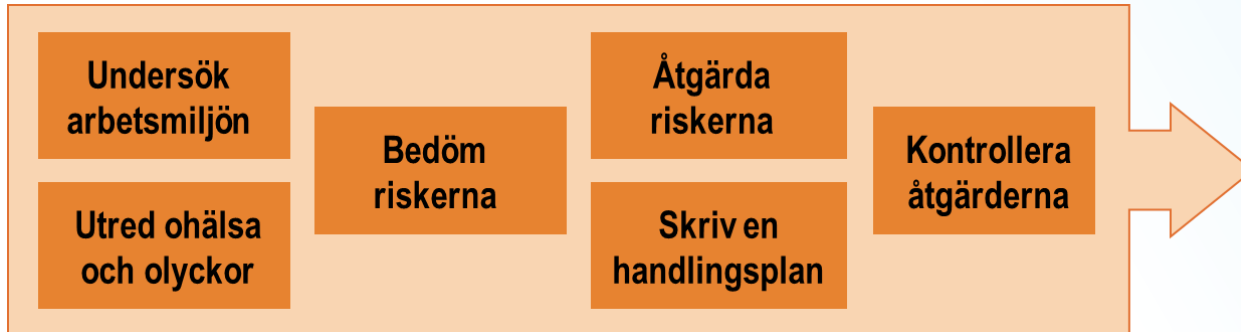 Undersök
arbetsmiljön
Utred ohälsa
och olyckor
Bedöm
riskerna
Åtgärda
riskerna
Skriv en
handlingsplan
Kontrollera
åtgärderna